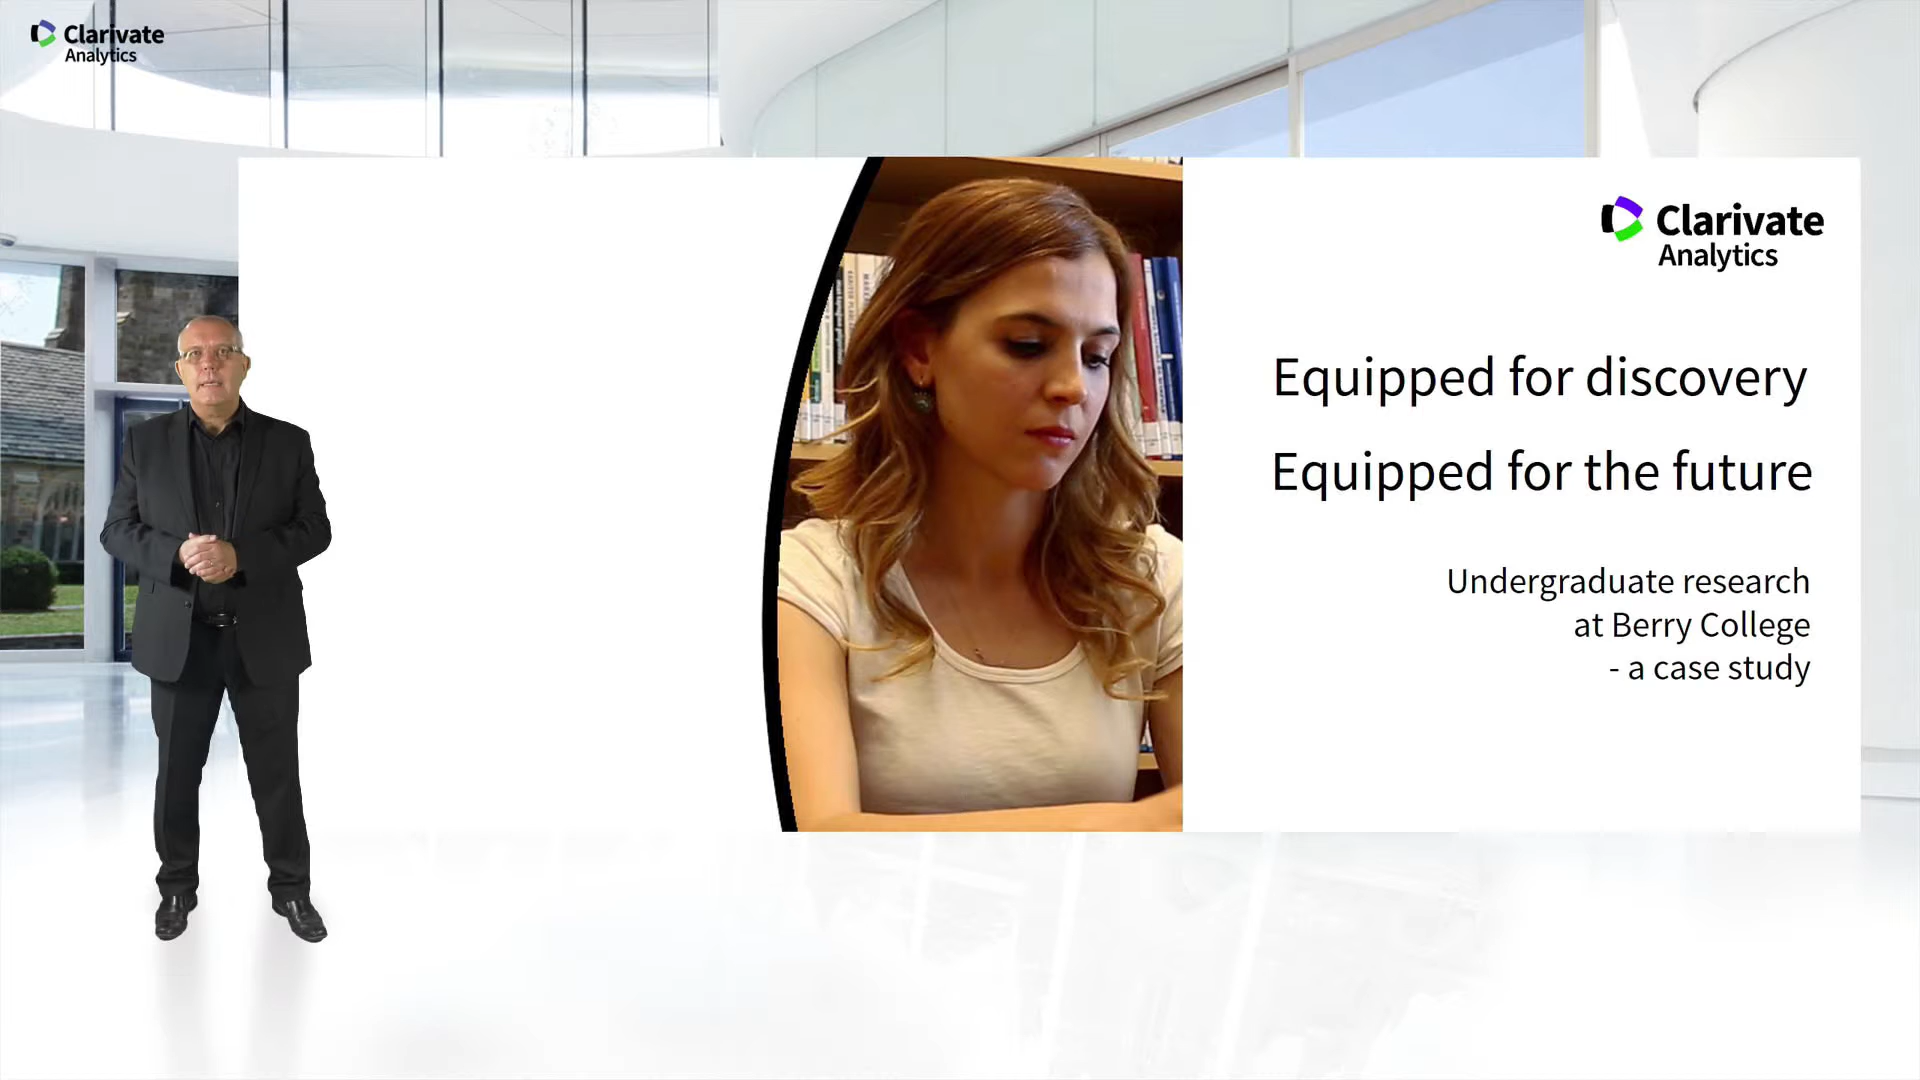 Clarivate
Analytics
Clarivate
Analytics
Equipped for discovery
Equipped for the future
Undergraduate research
at Berry College
- a case study